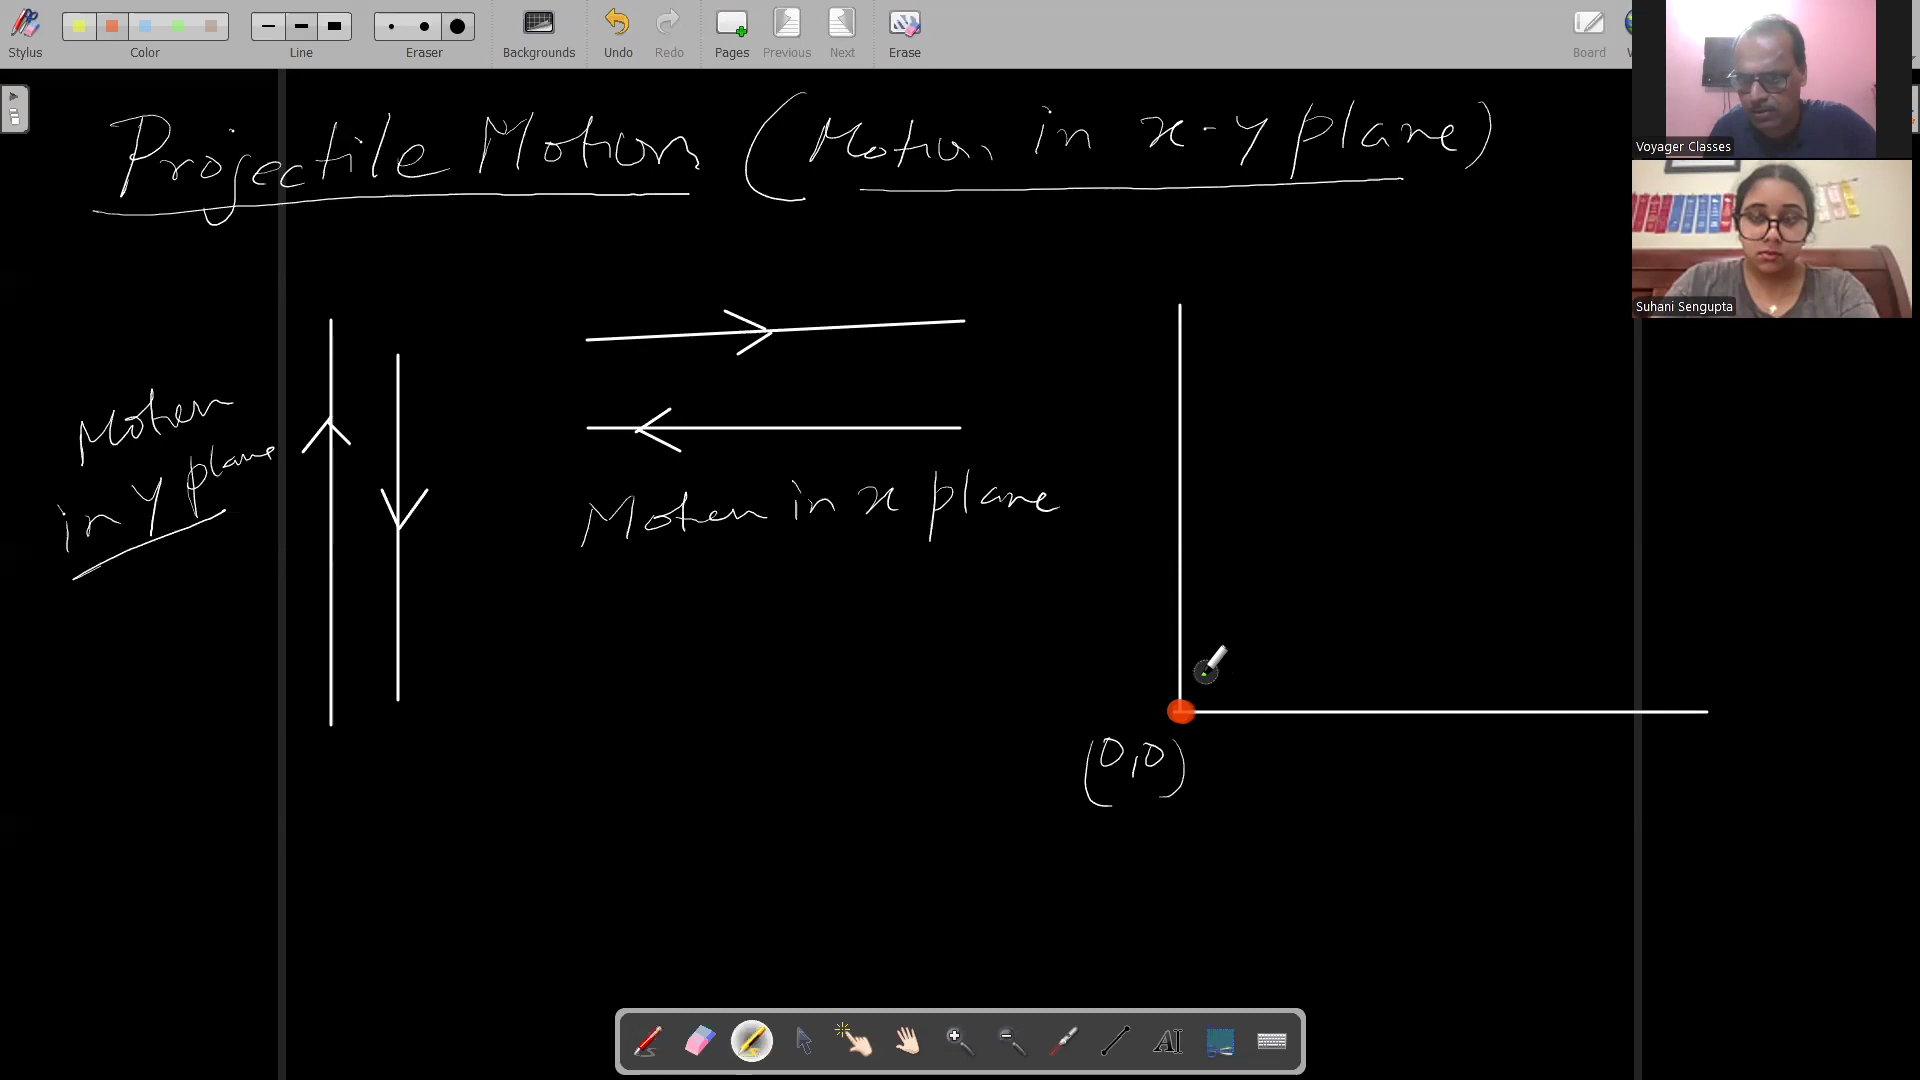 Stylus Color Line Eraser Backgrounds Undo Redo Pages Previous Next Erase Board
Voyager Classes
Suhani Sengupta
Projectile Motion (Motion in x-y plane)
Motion
in y plane
Motion in x plane
(0,0)